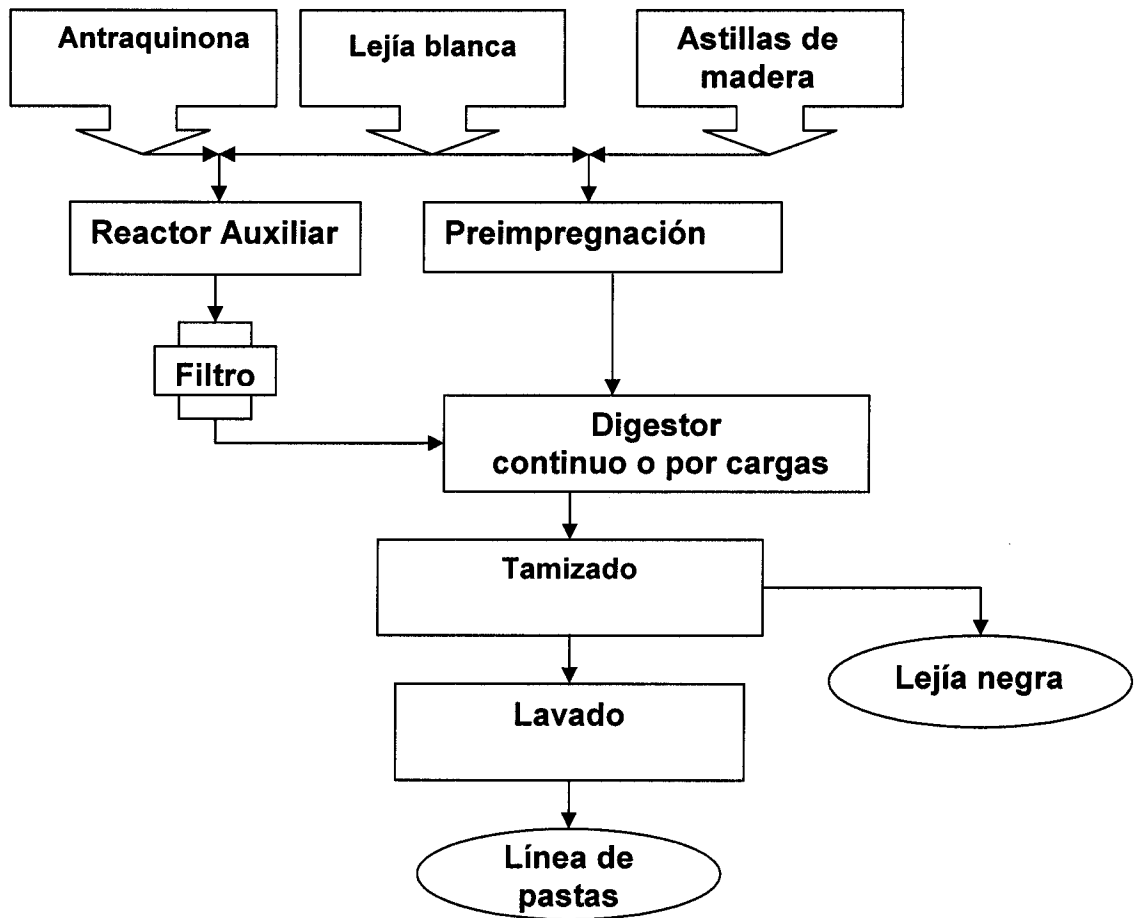 Antraquinona
Lejía blanca
Astillas de
madera
Reactor Auxiliar
Preimpregnación
Filtro
Digestor
continuo o por cargas
Tamizado
Lejía negra
Lavado
Línea de
pastas